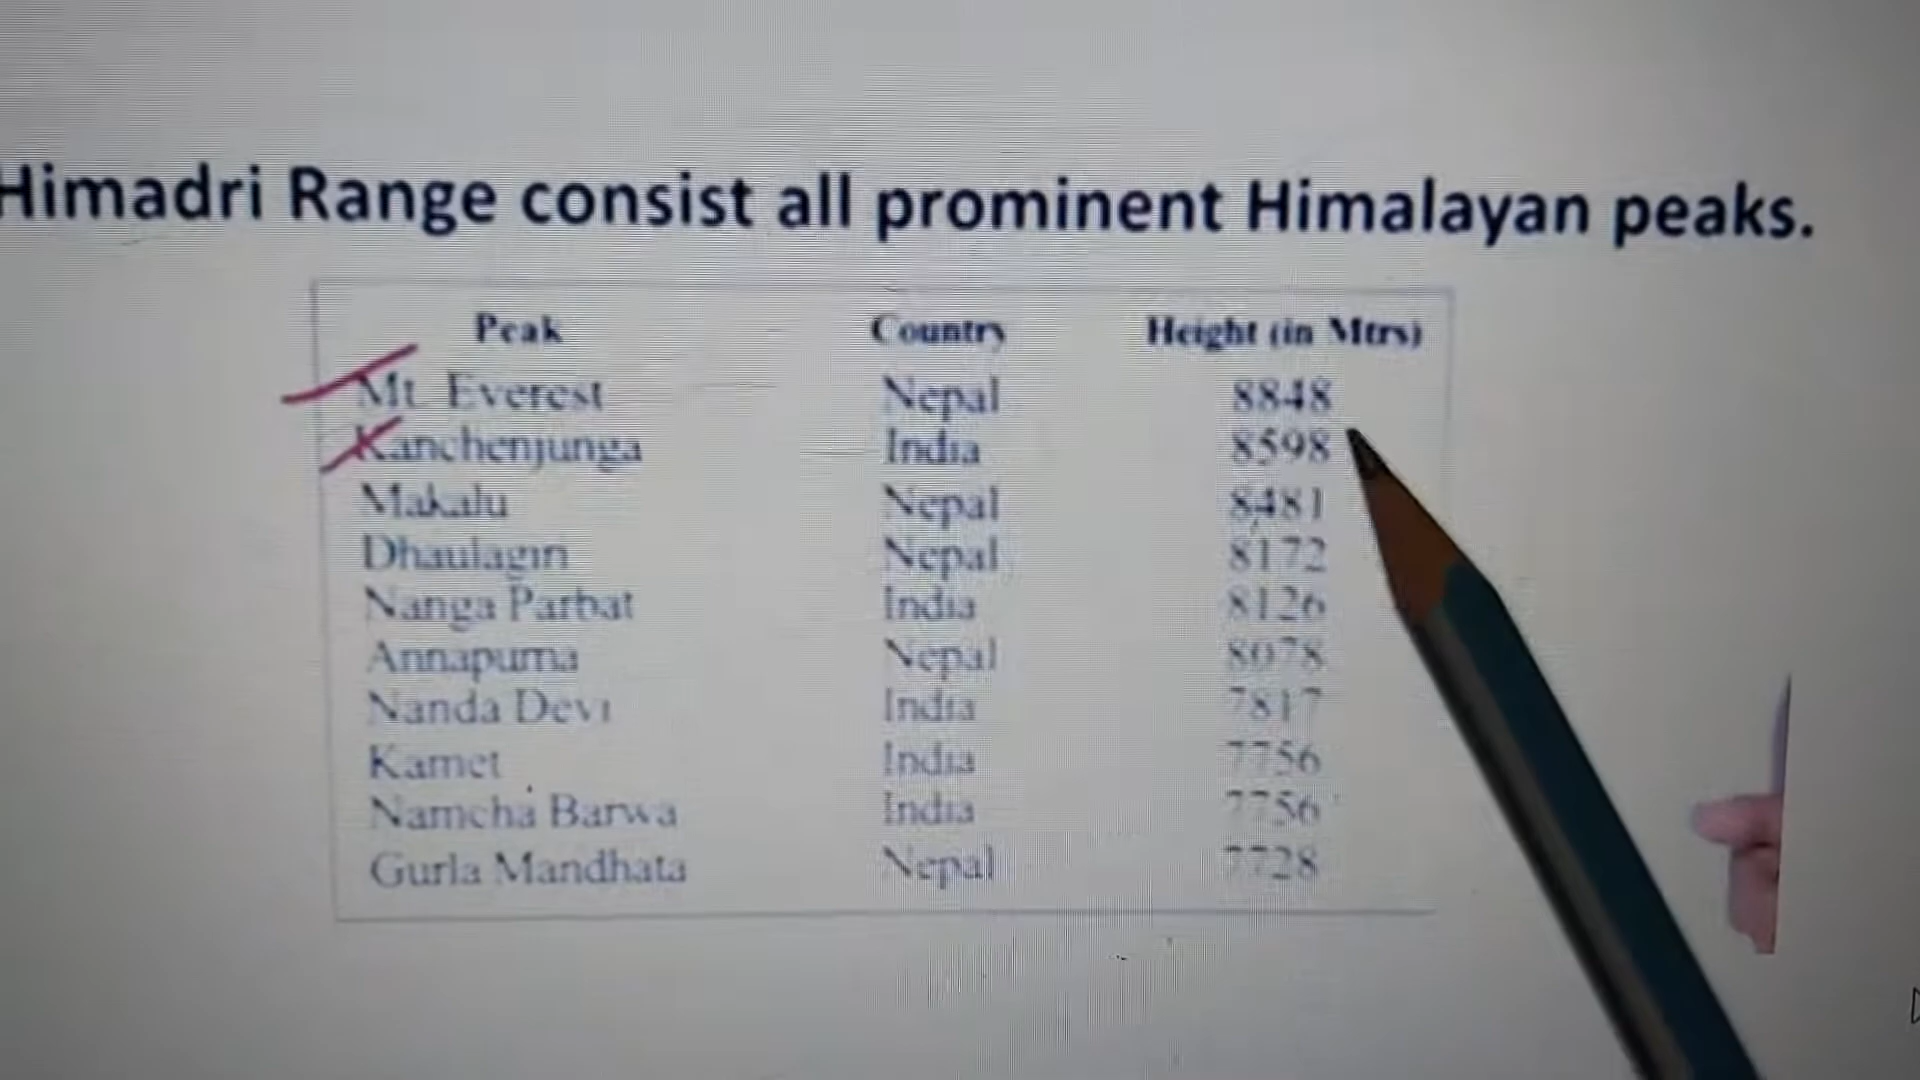 Himadri Range consist all prominent Himalayan peaks.
Peak Country Height (in Mtrs)
Mt. Everest Nepal 8848
Kanchenjunga India 8598
Makalu Nepal 8481
Dhaulagiri Nepal 8172
Nanga Parbat India 8126
Annapurna Nepal 8078
Nanda Devi India 7817
Kamet India 7756
Namcha Barwa India 7756
Gurla Mandhata Nepal 7728